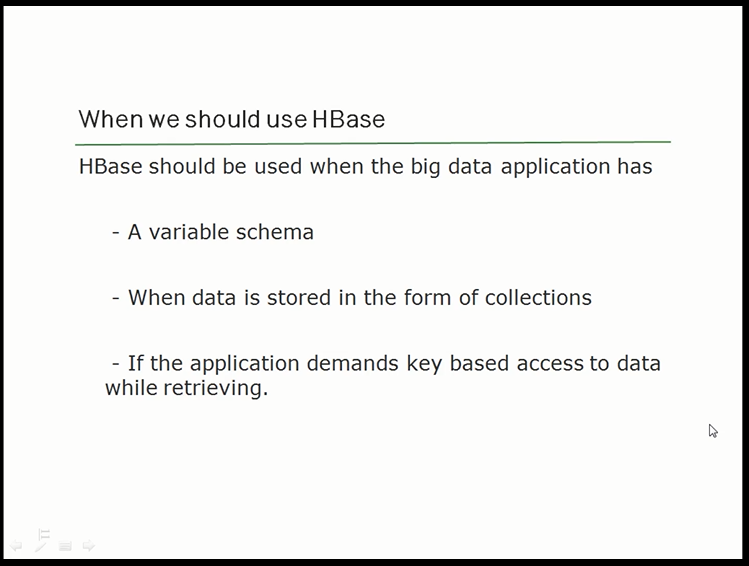 When we should use HBase
HBase should be used when the big data application has
- A variable schema
- When data is stored in the form of collections
- If the application demands key based access to data
while retrieving.